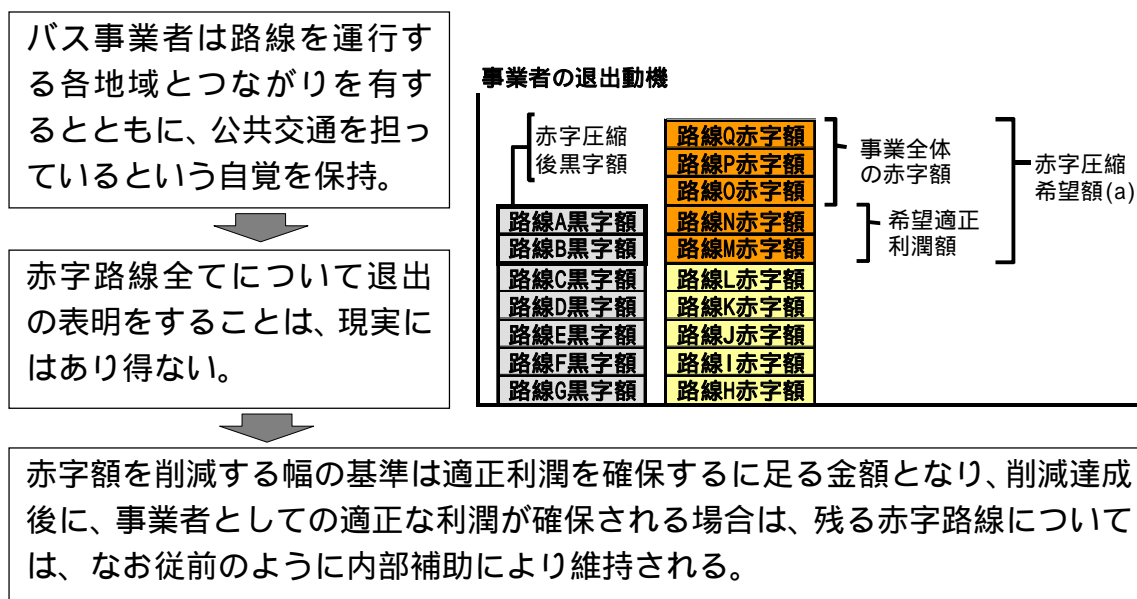 バス事業者は路線を運行す
る各地域とつながりを有す
るとともに、公共交通を担っ
ているという自覚を保持。
赤字路線全てについて退出
の表明をすることは、現実に
はあり得ない。
事業者の退出動機
赤字圧縮
後黒字額
路線A黒字額
路線B黒字額
路線C黒字額
路線D黒字額
路線E黒字額
路線F黒字額
路線G黒字額
路線Q赤字額
路線P赤字額
路線O赤字額
路線N赤字額
路線M赤字額
路線L赤字額
路線K赤字額
路線J赤字額
路線I赤字額
路線H赤字額
事業全体
の赤字額
希望適正
利潤額
赤字圧縮
希望額(a)
赤字額を削減する幅の基準は適正利潤を確保するに足る金額となり、削減達成
後に、事業者としての適正な利潤が確保される場合は、残る赤字路線について
は、なお従前のように内部補助により維持される。